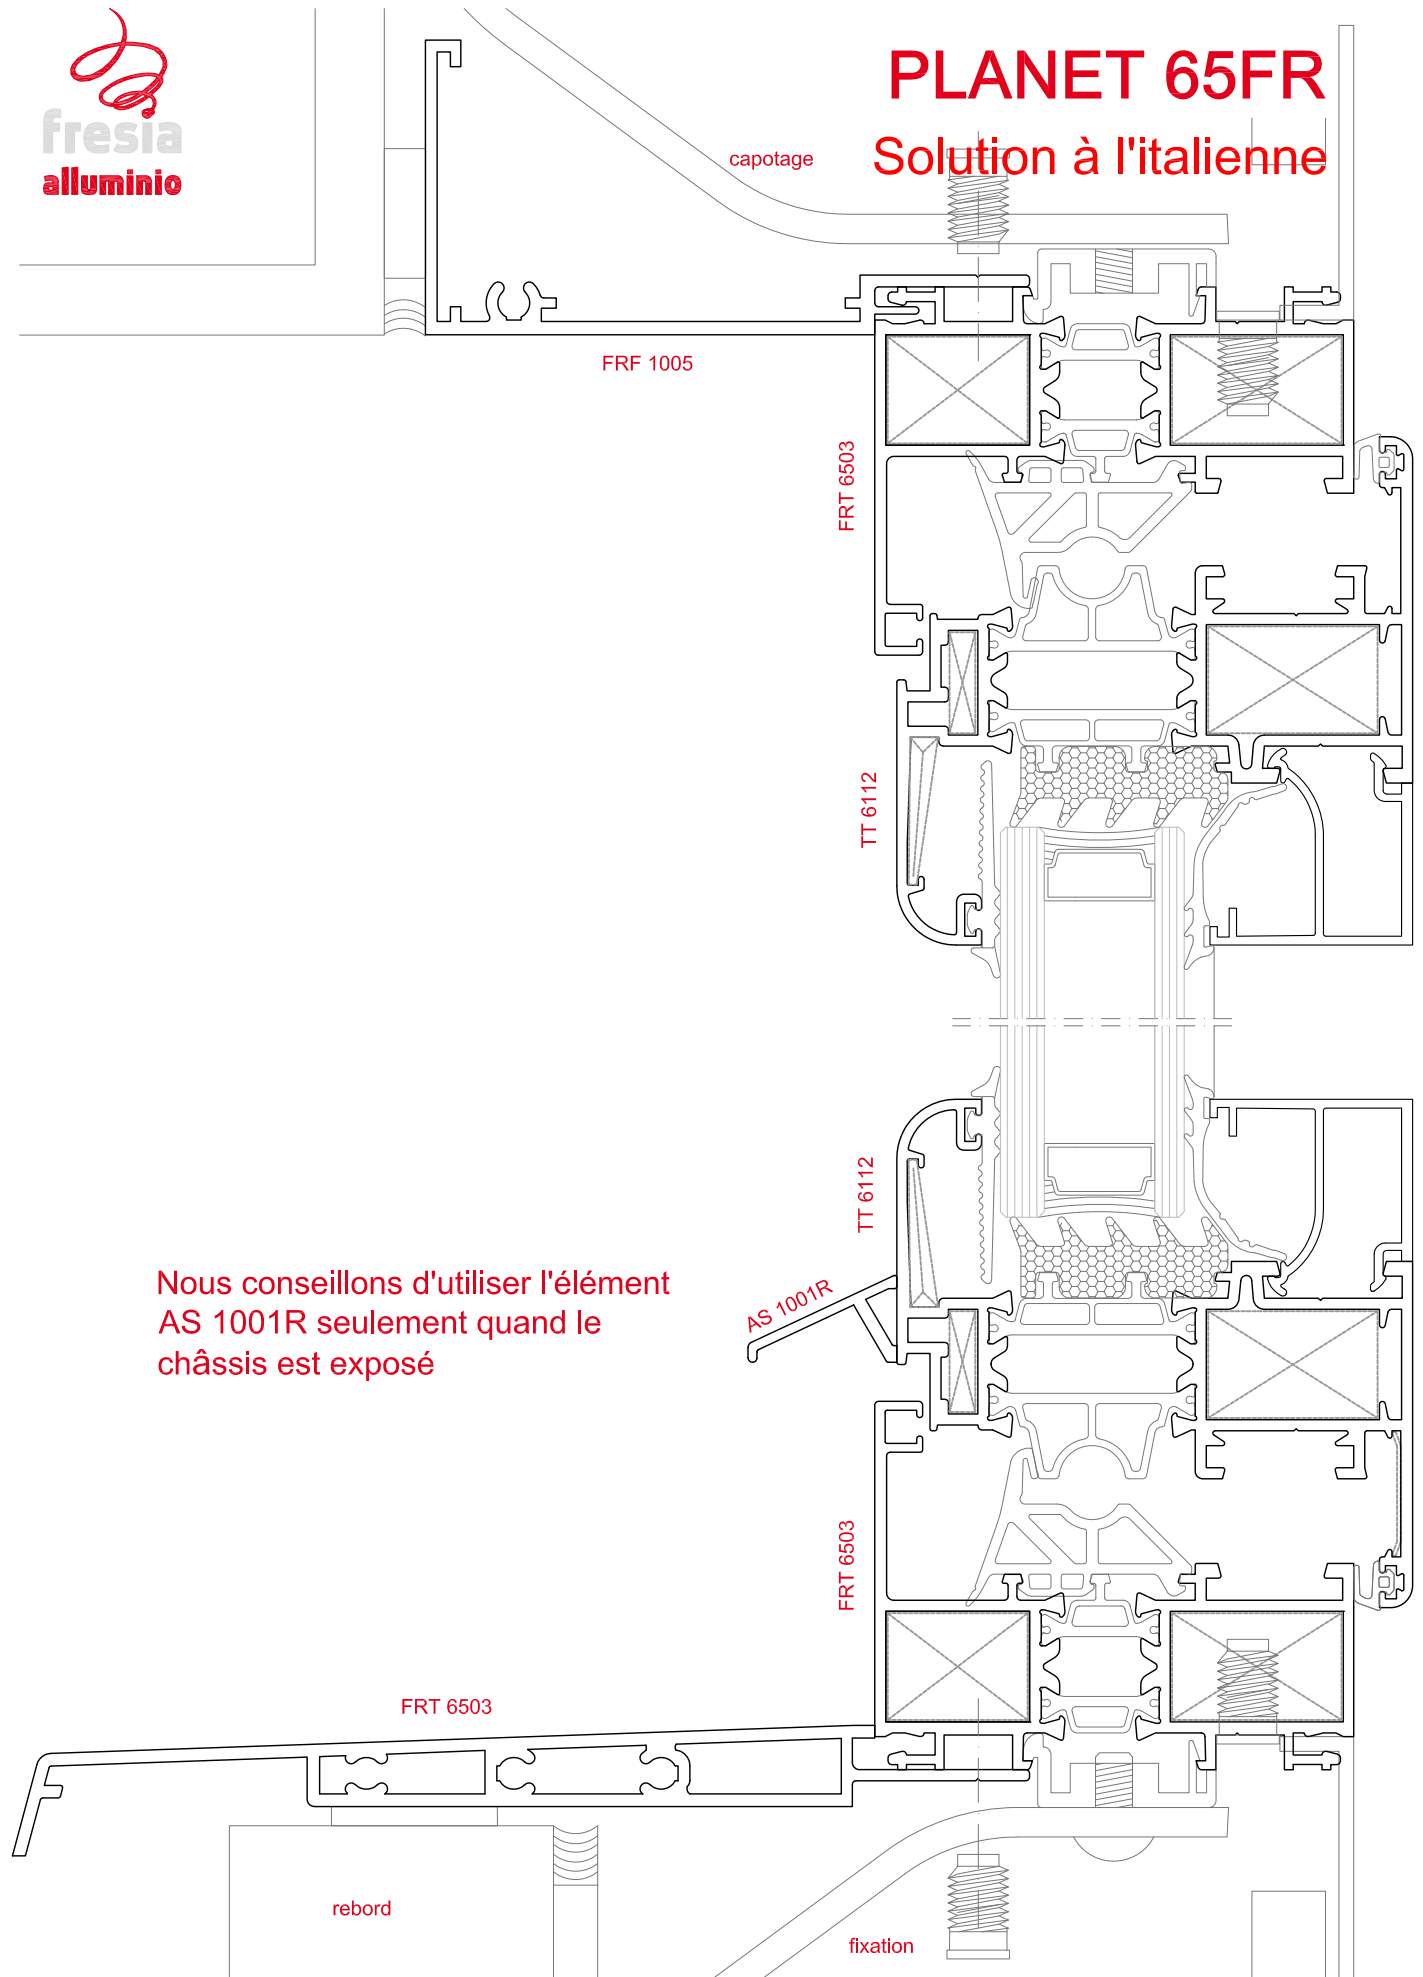 fresia
alluminio
PLANET 65FR
Solution à l'italienne
capotage
FRF 1005
FRT 6503
TT 6112
TT 6112
AS 1001R
Nous conseillons d'utiliser l'élément
AS 1001R seulement quand le
châssis est exposé
FRT 6503
FRT 6503
rebord
fixation